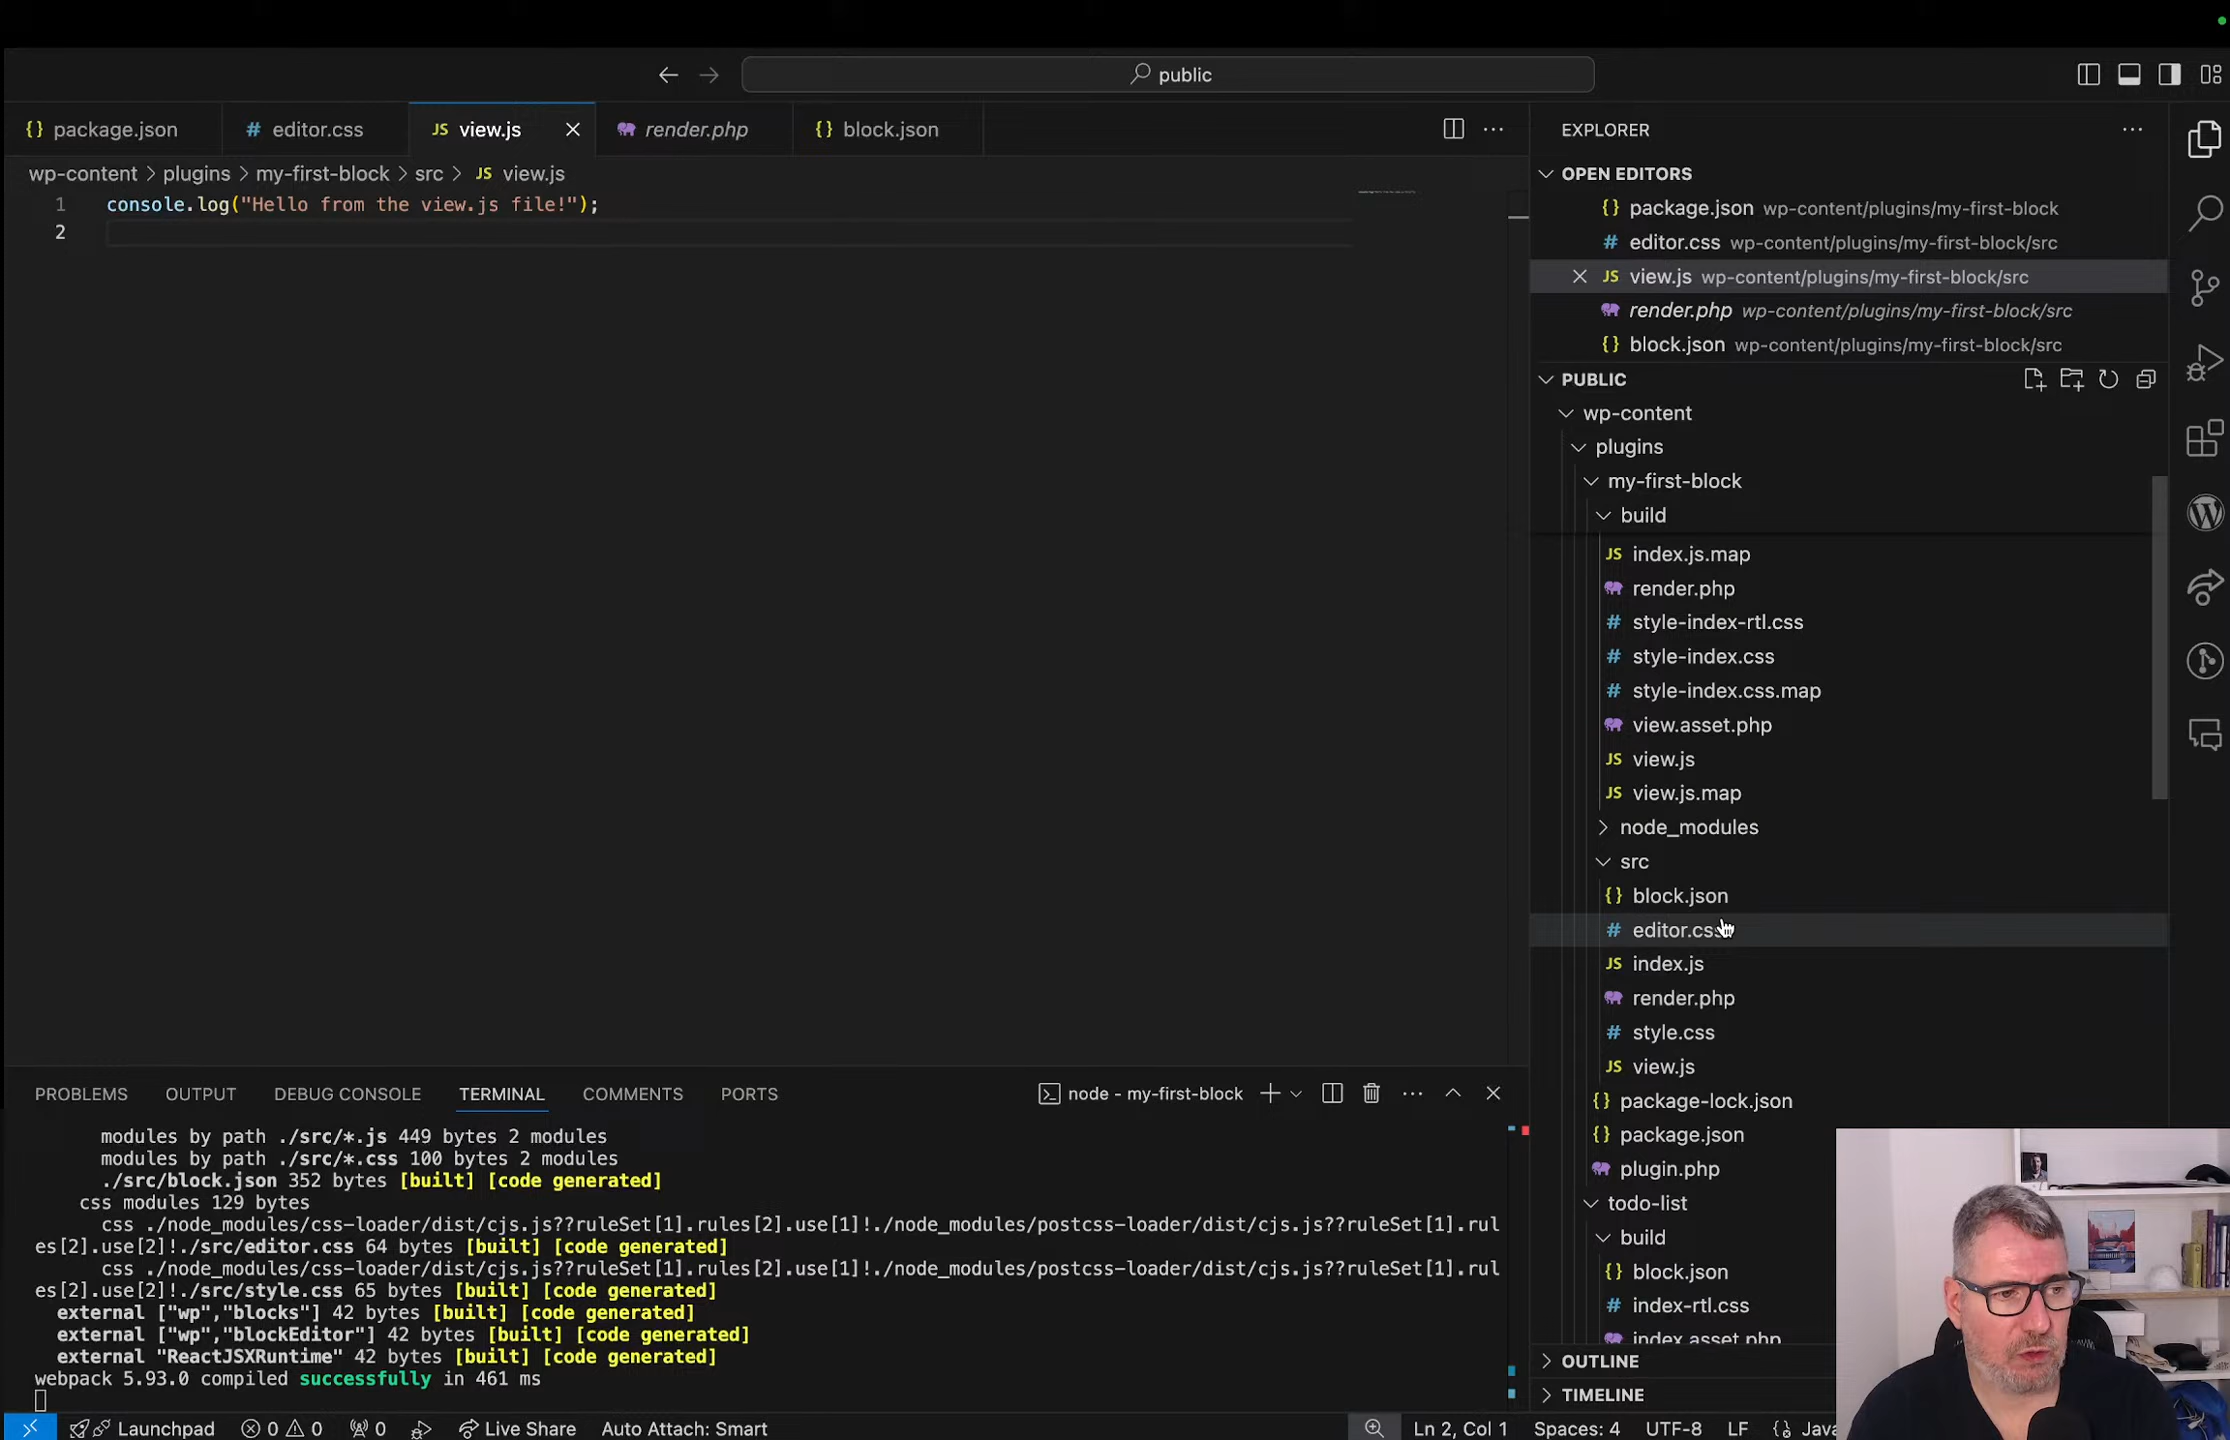 public
package.json
editor.css
view.js
render.php
block.json
wp-content > plugins > my-first-block > src > JS view.js
1 console.log("Hello from the view.js file!");
2
EXPLORER
OPEN EDITORS
package.json wp-content/plugins/my-first-block
editor.css wp-content/plugins/my-first-block/src
view.js wp-content/plugins/my-first-block/src
render.php wp-content/plugins/my-first-block/src
block.json wp-content/plugins/my-first-block/src
PUBLIC
wp-content
plugins
my-first-block
build
JS index.js.map
render.php
# style-index-rtl.css
# style-index.css
# style-index.css.map
view.asset.php
JS view.js
JS view.js.map
node_modules
src
{} block.json
# editor.css
JS index.js
render.php
# style.css
JS view.js
{} package-lock.json
{} package.json
plugin.php
todo-list
build
{} block.json
# index-rtl.css
index.asset.php
OUTLINE
TIMELINE
PROBLEMS OUTPUT DEBUG CONSOLE TERMINAL COMMENTS PORTS
node - my-first-block
modules by path ./src/*.js 449 bytes 2 modules
modules by path ./src/*.css 100 bytes 2 modules
./src/block.json 352 bytes [built] [code generated]
css modules 129 bytes
css ./node_modules/css-loader/dist/cjs.js??ruleSet[1].rules[2].use[1]!./node_modules/postcss-loader/dist/cjs.js??ruleSet[1].rul
es[2].use[2]!./src/editor.css 64 bytes [built] [code generated]
css ./node_modules/css-loader/dist/cjs.js??ruleSet[1].rules[2].use[1]!./node_modules/postcss-loader/dist/cjs.js??ruleSet[1].rul
es[2].use[2]!./src/style.css 65 bytes [built] [code generated]
external ["wp","blocks"] 42 bytes [built] [code generated]
external ["wp","blockEditor"] 42 bytes [built] [code generated]
external "ReactJSXRuntime" 42 bytes [built] [code generated]
webpack 5.93.0 compiled successfully in 461 ms
Launchpad 0 0 0 Live Share Auto Attach: Smart Ln 2, Col 1 Spaces: 4 UTF-8 LF {} Java